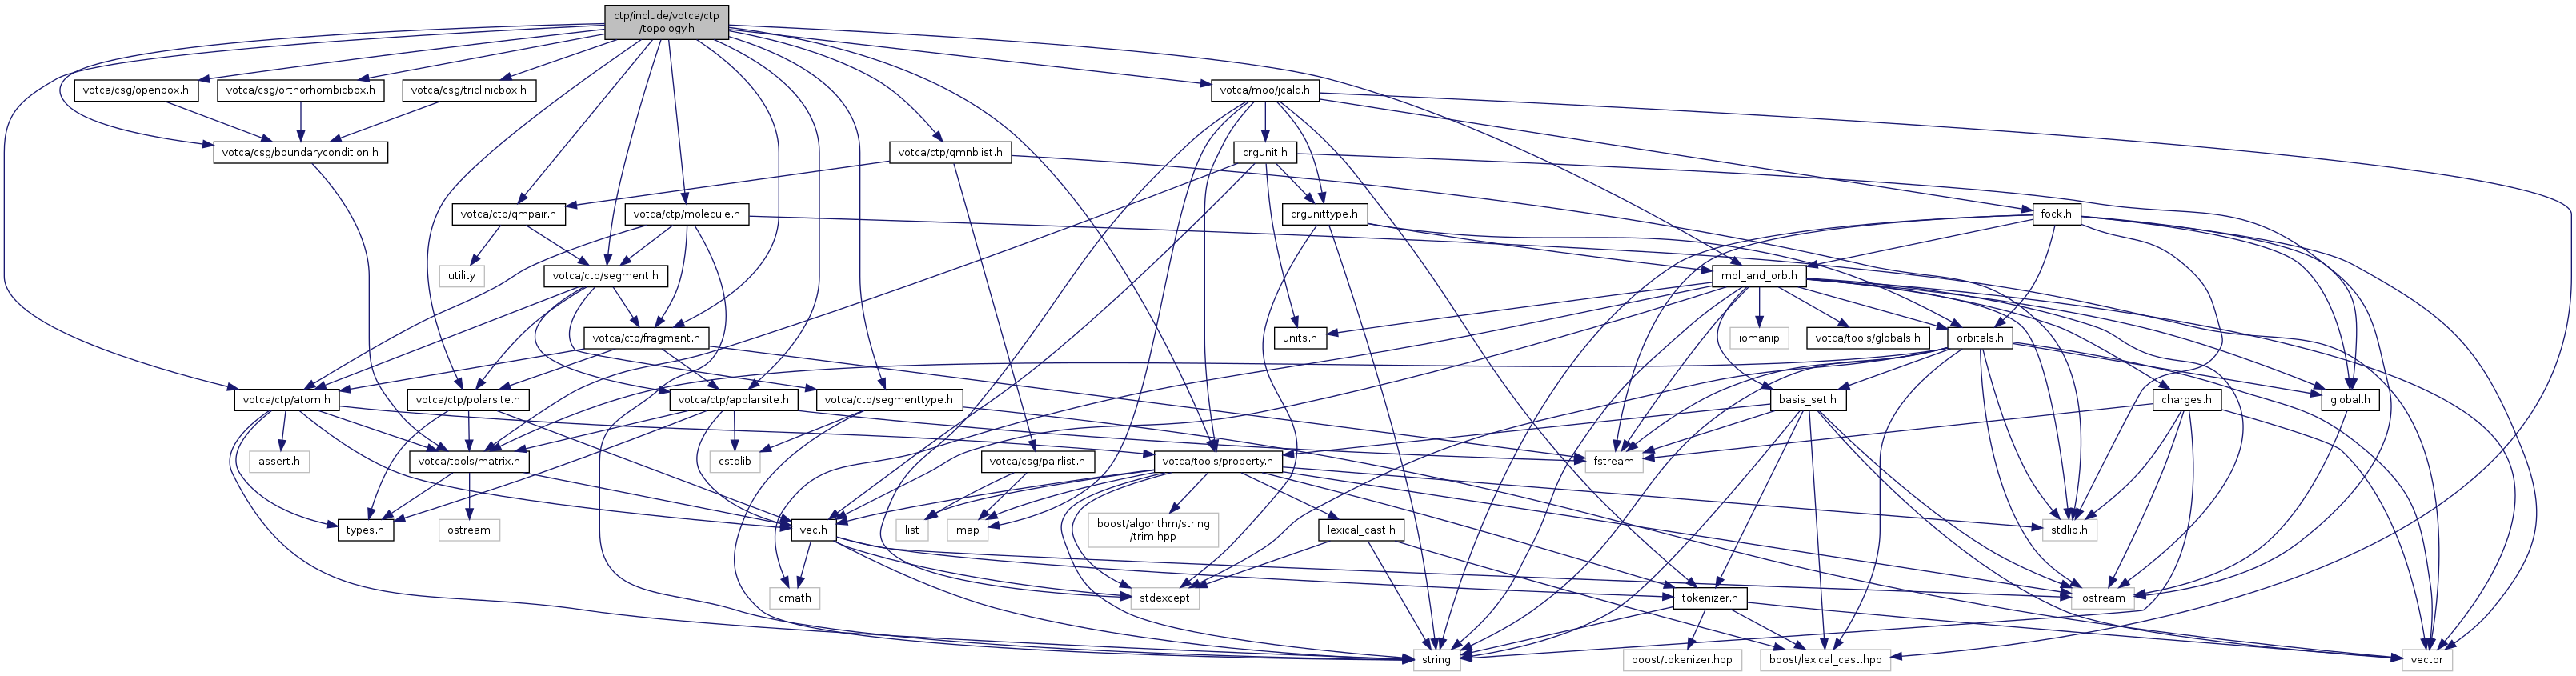 ctp/include/votca/ctp
/topology.h
votca/csg/openbox.h
votca/csg/orthorhombicbox.h
votca/csg/triclinicbox.h
votca/moo/jcalc.h
votca/csg/boundarycondition.h
votca/ctp/qmnblist.h
crgunit.h
votca/ctp/qmpair.h
votca/ctp/molecule.h
crgunittype.h
fock.h
utility
votca/ctp/segment.h
mol_and_orb.h
votca/ctp/fragment.h
units.h
iomanip
votca/tools/globals.h
orbitals.h
votca/ctp/atom.h
votca/ctp/polarsite.h
votca/ctp/apolarsite.h
votca/ctp/segmenttype.h
basis_set.h
charges.h
global.h
assert.h
votca/tools/matrix.h
cstdlib
votca/csg/pairlist.h
votca/tools/property.h
fstream
types.h
ostream
vec.h
list
map
boost/algorithm/string
/trim.hpp
lexical_cast.h
stdlib.h
cmath
stdexcept
tokenizer.h
iostream
string
boost/tokenizer.hpp
boost/lexical_cast.hpp
vector